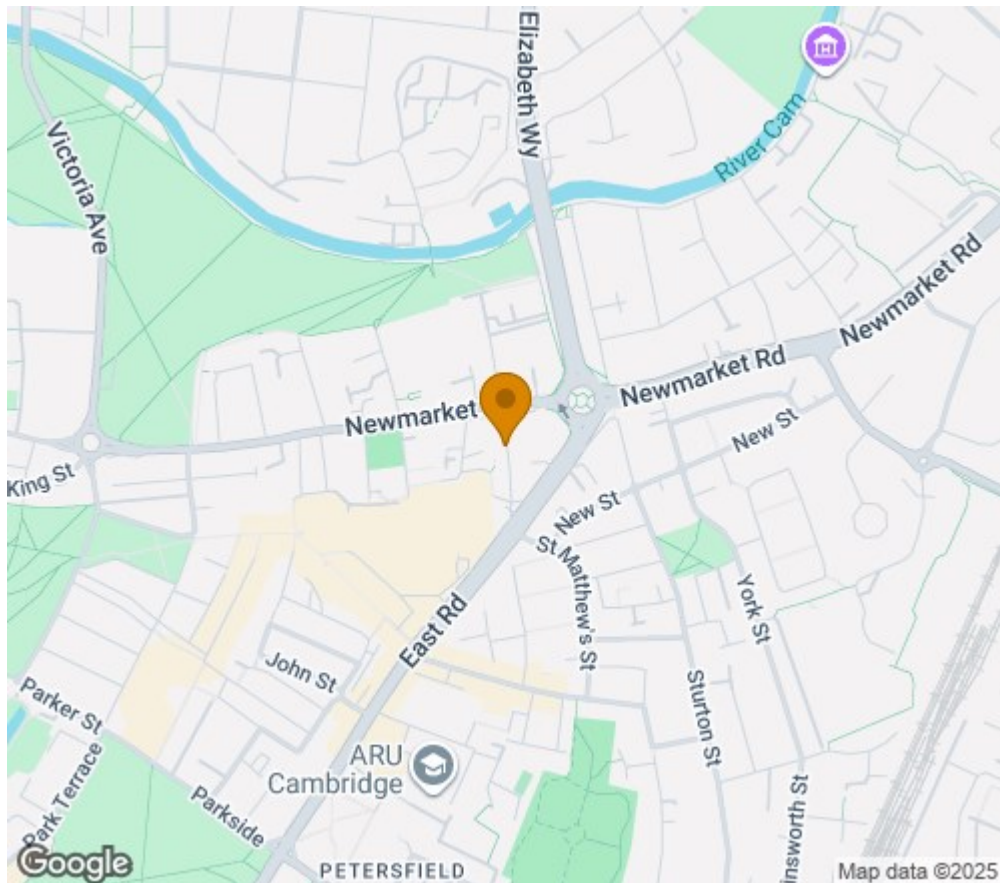 Elizabeth Wy
Victoria Ave
River Cam
Newmarket Rd
Newmarket Rd
Newmarket
New St
King St
New St
St Matthew's St
York St
East Rd
John St
Sturton St
Parker St
ARU
Cambridge
Park Terrace
Parkside
insworth St
PETERSFIELD
Google
Map data ©2025